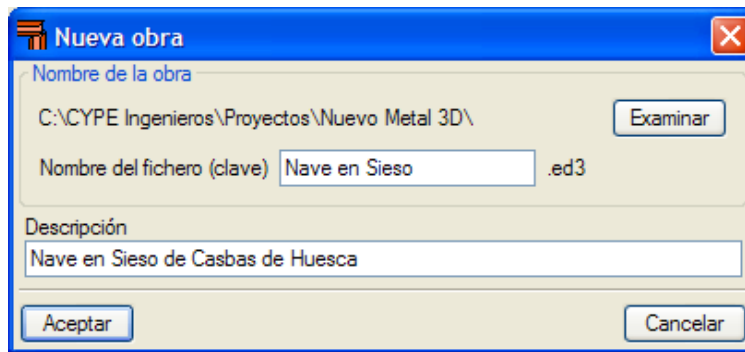 Nueva obra
Nombre de la obra
C:\CYPE Ingenieros\Proyectos\Nuevo Metal 3D\ Examinar
Nombre del fichero (clave) Nave en Sieso .ed3
Descripción
Nave en Sieso de Casbas de Huesca
Aceptar Cancelar